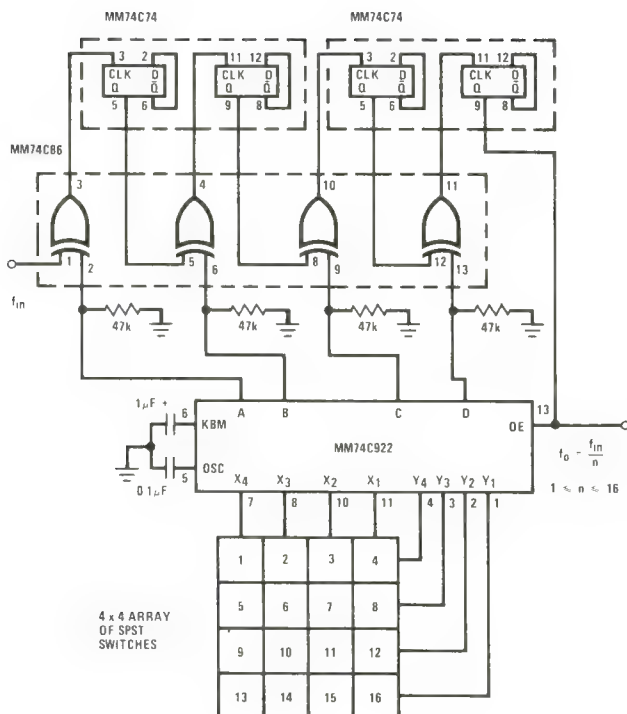 MM74C74 MM74C74
3 2 11 12 3 2 11 12
CLK D CLK D CLK D CLK D
Q Q̅ Q Q̅ Q Q̅ Q Q̅
5 6 9 8 5 6 9 8
MM74C86
3 4 10 11
1 2 5 6 8 9 12 13
fin
47k 47k 47k 47k
1µF + 6 A B C D 13
KBM OE
MM74C922
OSC
0 1µF 5
X4 X3 X2 X1 Y4 Y3 Y2 Y1
7 8 10 11 4 3 2 1
fo = fin/n
1 ≤ n ≤ 16
1 2 3 4
5 6 7 8
9 10 11 12
13 14 15 16
4 x 4 ARRAY
OF SPST
SWITCHES